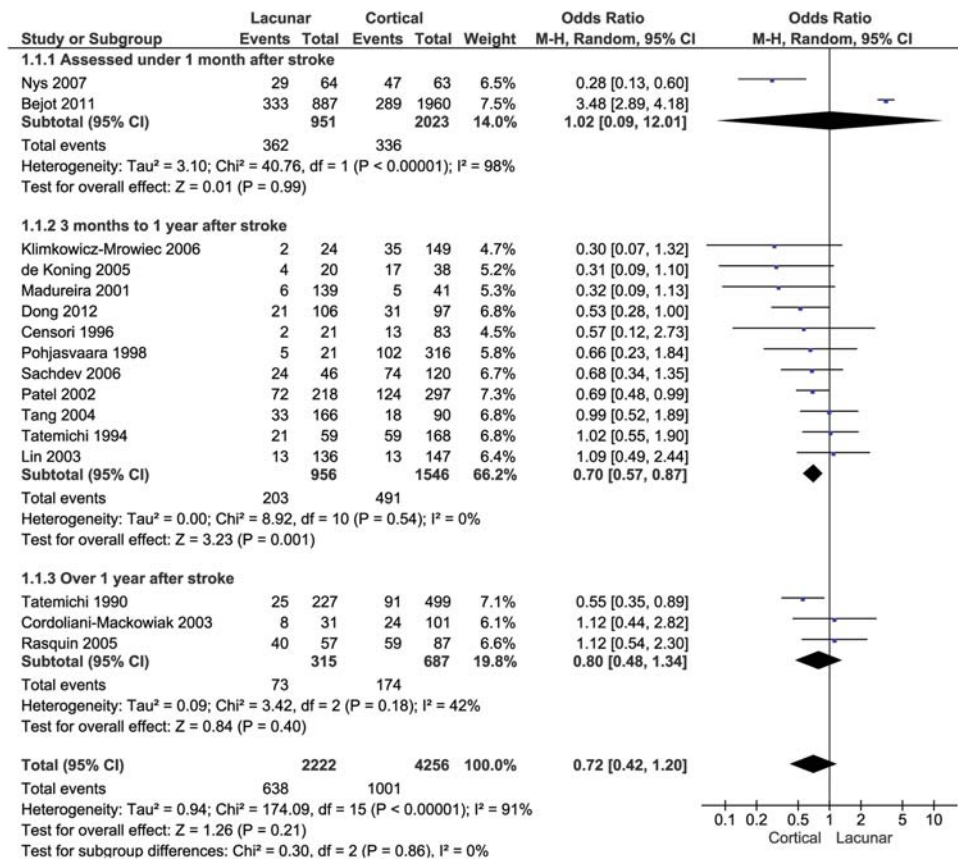 Lacunar Cortical Odds Ratio Odds Ratio
Study or Subgroup Events Total Events Total Weight M-H, Random, 95% CI M-H, Random, 95% CI
1.1.1 Assessed under 1 month after stroke
Nys 2007 29 64 47 63 6.5% 0.28 [0.13, 0.60]
Bejot 2011 333 887 289 1960 7.5% 3.48 [2.89, 4.18]
Subtotal (95% CI) 951 2023 14.0% 1.02 [0.09, 12.01]
Total events 362 336
Heterogeneity: Tau² = 3.10; Chi² = 40.76, df = 1 (P < 0.00001); I² = 98%
Test for overall effect: Z = 0.01 (P = 0.99)
1.1.2 3 months to 1 year after stroke
Klimkowicz-Mrowiec 2006 2 24 35 149 4.7% 0.30 [0.07, 1.32]
de Koning 2005 4 20 17 38 5.2% 0.31 [0.09, 1.10]
Madureira 2001 6 139 5 41 5.3% 0.32 [0.09, 1.13]
Dong 2012 21 106 31 97 6.8% 0.53 [0.28, 1.00]
Censori 1996 2 21 13 83 4.5% 0.57 [0.12, 2.73]
Pohjasvaara 1998 5 21 102 316 5.8% 0.66 [0.23, 1.84]
Sachdev 2006 24 46 74 120 6.6% 0.68 [0.34, 1.35]
Patel 2002 72 218 124 297 7.3% 0.69 [0.48, 0.99]
Tang 2004 33 166 18 90 6.8% 0.99 [0.52, 1.89]
Tatemichi 1994 21 59 59 168 6.8% 1.02 [0.55, 1.90]
Lin 2003 13 136 13 147 6.4% 1.09 [0.49, 2.44]
Subtotal (95% CI) 956 1546 66.2% 0.70 [0.57, 0.87]
Total events 203 491
Heterogeneity: Tau² = 0.00; Chi² = 8.92, df = 10 (P = 0.54); I² = 0%
Test for overall effect: Z = 3.23 (P = 0.001)
1.1.3 Over 1 year after stroke
Tatemichi 1990 25 227 91 499 7.1% 0.55 [0.35, 0.89]
Cordoliani-Mackowiak 2003 8 31 24 101 6.1% 1.12 [0.44, 2.82]
Rasquin 2005 40 57 59 87 6.6% 1.12 [0.54, 2.30]
Subtotal (95% CI) 315 687 19.8% 0.80 [0.48, 1.34]
Total events 73 174
Heterogeneity: Tau² = 0.09; Chi² = 3.42, df = 2 (P = 0.18); I² = 42%
Test for overall effect: Z = 0.84 (P = 0.40)
Total (95% CI) 2222 4256 100.0% 0.72 [0.42, 1.20]
Total events 638 1001
Heterogeneity: Tau² = 0.94; Chi² = 174.09, df = 15 (P < 0.00001); I² = 91%
Test for overall effect: Z = 1.26 (P = 0.21)
Test for subgroup differences: Chi² = 0.30, df = 2 (P = 0.86), I² = 0%
0.1 0.2 0.5 1 2 5 10
Cortical Lacunar